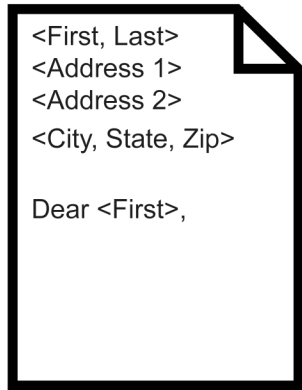 <First, Last>
<Address 1>
<Address 2>
<City, State, Zip>
Dear <First>,